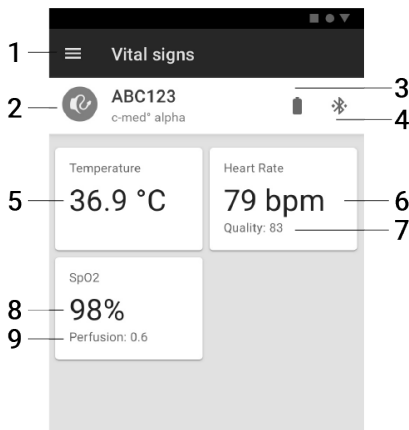 1
Vital signs
2
ABC123
3
c-med° alpha
4
Temperature
Heart Rate
5
36.9 °C
79 bpm
6
Quality: 83
7
SpO2
8
98%
9
Perfusion: 0.6